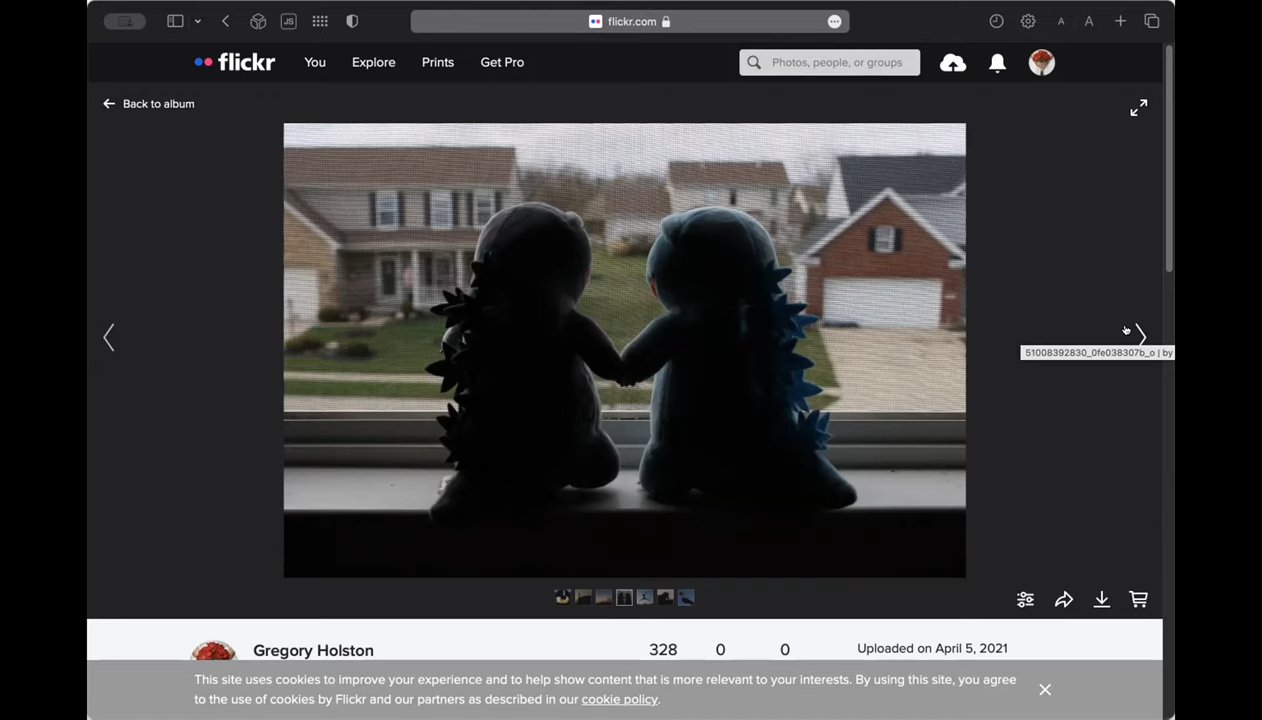 JS
flickr.com
A
A
flickr
You
Explore
Prints
Get Pro
Photos, people, or groups
Back to album
51008392830_0fe038307b_o | by
Gregory Holston
328
0
0
Uploaded on April 5, 2021
This site uses cookies to improve your experience and to help show content that is more relevant to your interests. By using this site, you agree
to the use of cookies by Flickr and our partners as described in our cookie policy.